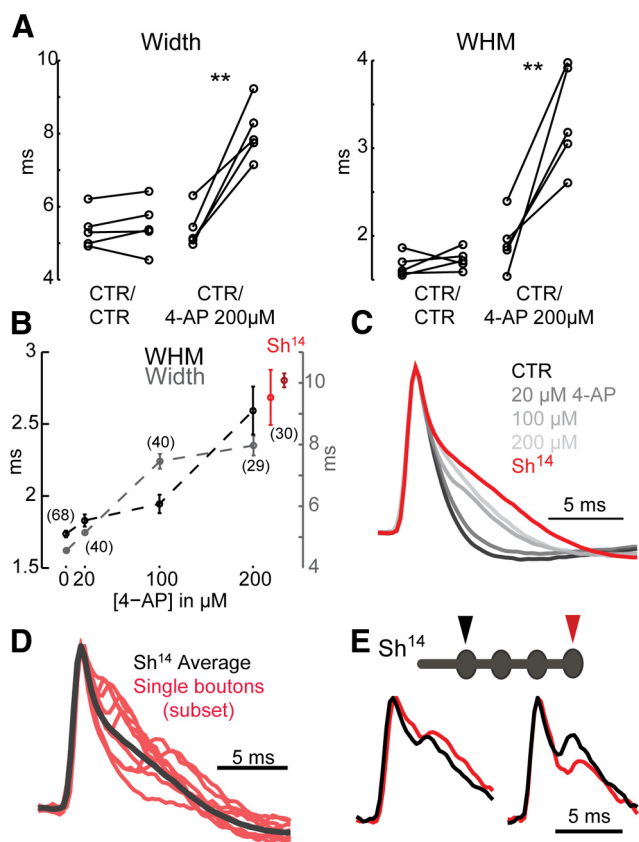 A
Width
WHM
10
8
6
4
ms
CTR/
CTR
CTR/
4-AP 200µM
**
4
3
2
ms
CTR/
CTR
CTR/
4-AP 200µM
**
B
WHM
Width
Sh¹⁴
3
2.5
2
1.5
ms
(68)
(40)
(40)
(29)
(30)
10
8
6
4
ms
0 20 100 200
[4−AP] in µM
C
CTR
20 µM 4-AP
100 µM
200 µM
Sh¹⁴
5 ms
D
Sh¹⁴ Average
Single boutons
(subset)
5 ms
E
Sh¹⁴
5 ms